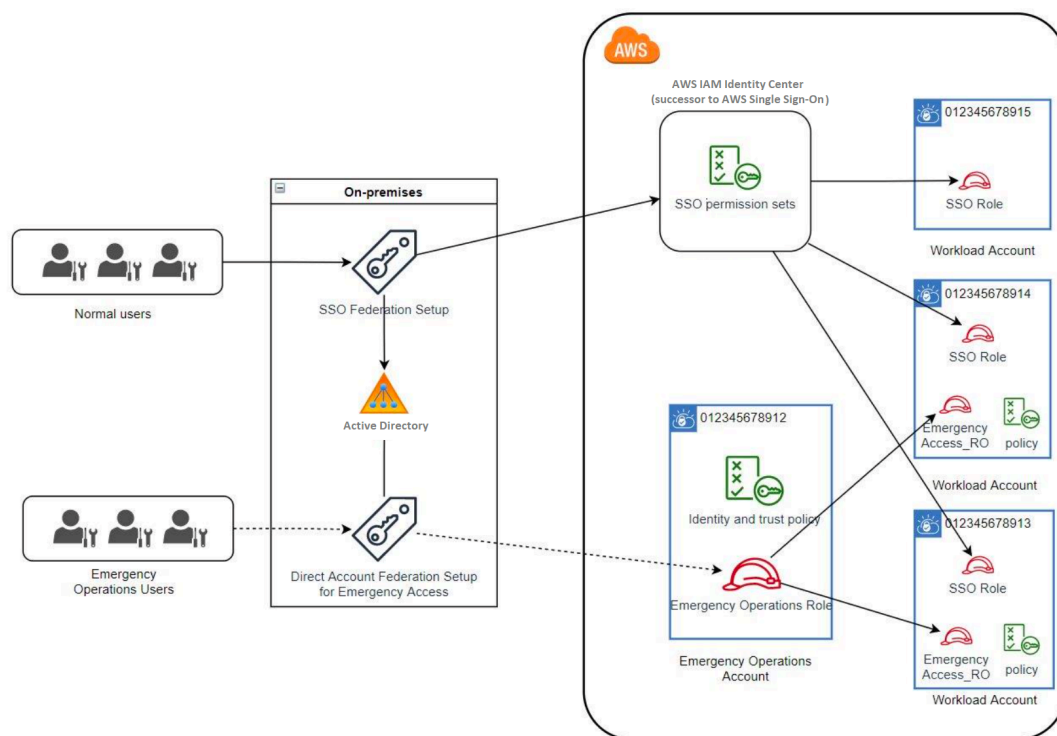 AWS
AWS IAM Identity Center
(successor to AWS Single Sign-On)
SSO permission sets
012345678915
SSO Role
Workload Account
On-premises
SSO Federation Setup
Normal users
Active Directory
012345678914
SSO Role
Emergency
Access_RO
policy
Workload Account
012345678912
Identity and trust policy
Emergency Operations Role
Emergency Operations
Account
Emergency
Operations Users
Direct Account Federation Setup
for Emergency Access
012345678913
SSO Role
Emergency
Access_RO
policy
Workload Account